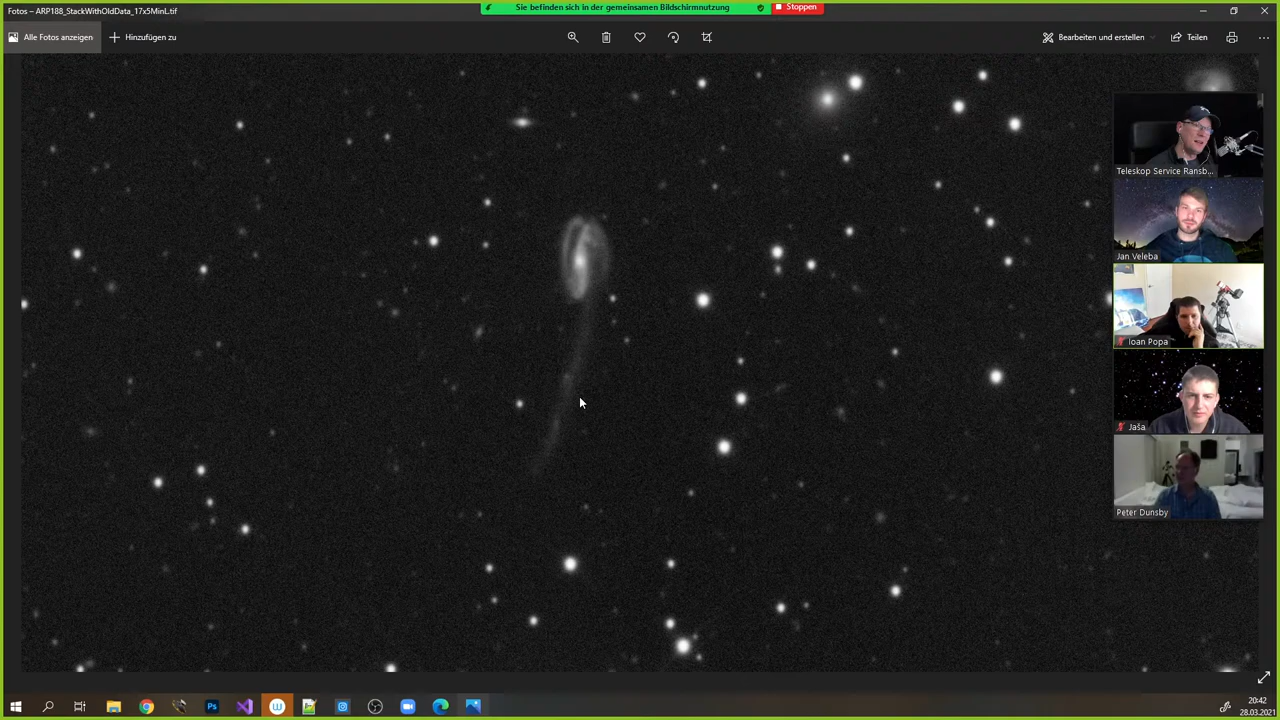 Fotos – ARP188_StackWithOldData_17x5MinL.tif
Sie befinden sich in der gemeinsamen Bildschirmnutzung
Stoppen
Alle Fotos anzeigen
Hinzufügen zu
Bearbeiten und erstellen
Teilen
Teleskop Service Ransb...
Jan Veleba
Ioan Popa
Jaša
Peter Dunsby
Ps
20:42
28.03.2021